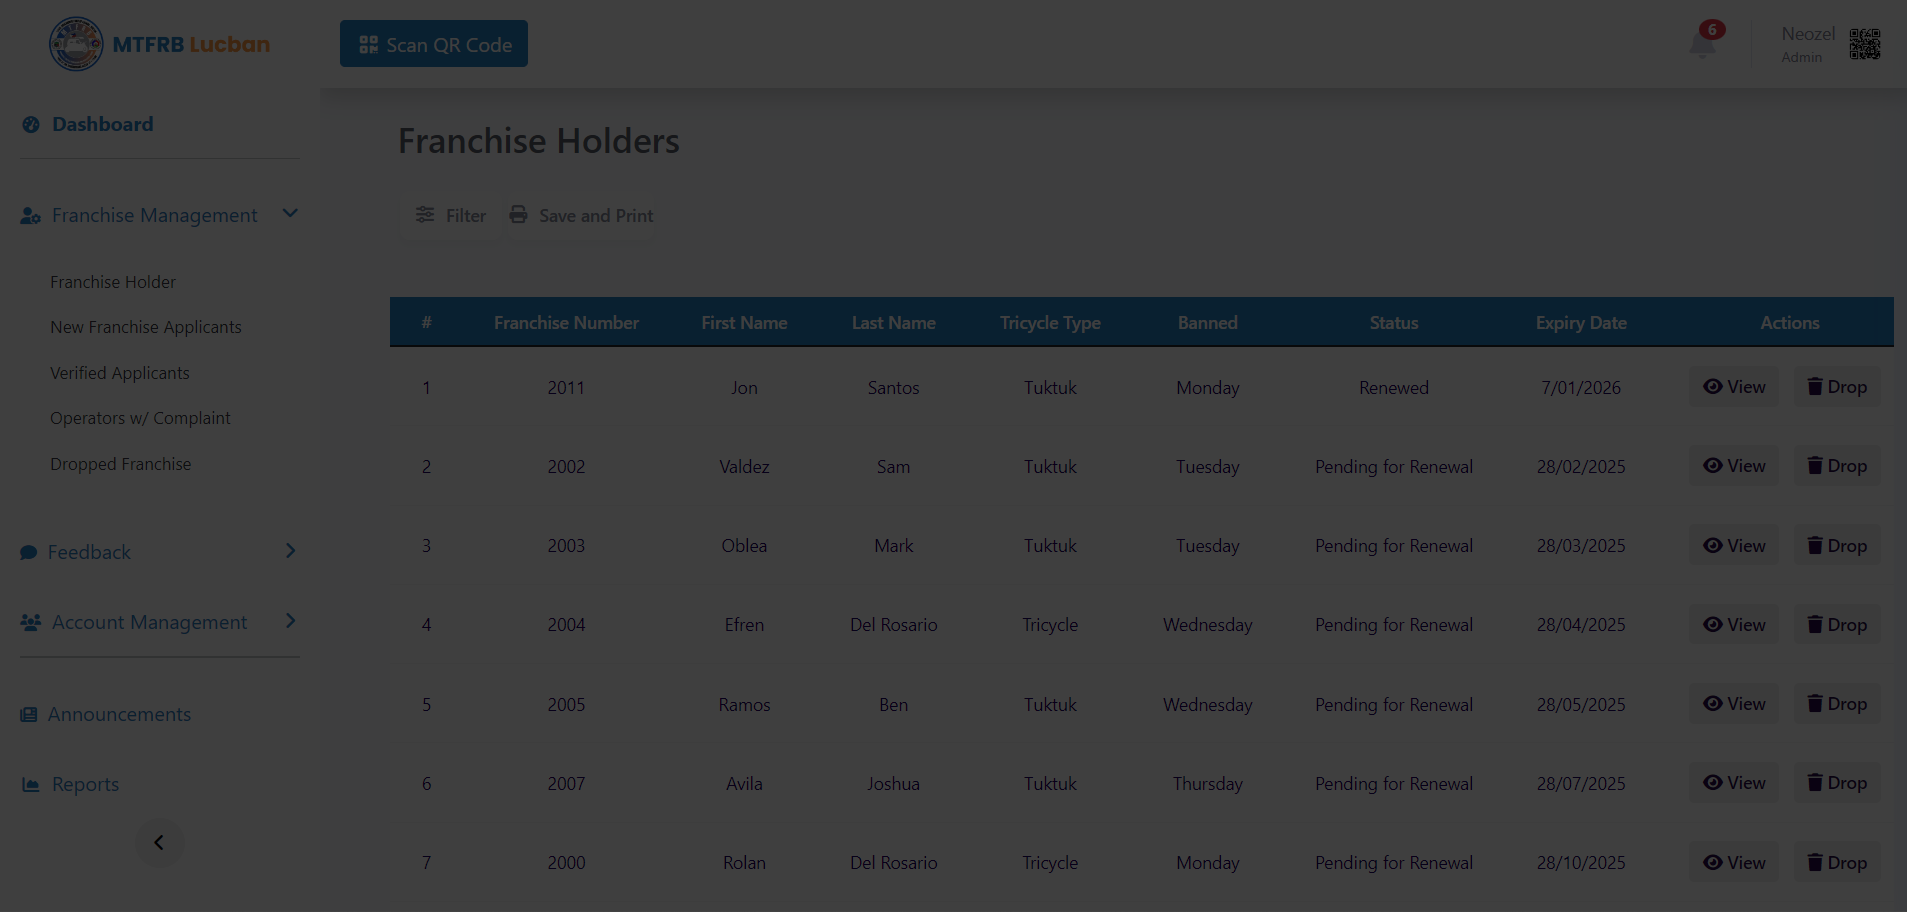 MTFRB Lucban
Scan QR Code
6
Neozel
Admin
Dashboard
Franchise Management
Franchise Holder
New Franchise Applicants
Verified Applicants
Operators w/ Complaint
Dropped Franchise
Feedback
Account Management
Announcements
Reports
Franchise Holders
Filter Save and Print
# Franchise Number First Name Last Name Tricycle Type Banned Status Expiry Date Actions
1 2011 Jon Santos Tuktuk Monday Renewed 7/01/2026 View Drop
2 2002 Valdez Sam Tuktuk Tuesday Pending for Renewal 28/02/2025 View Drop
3 2003 Oblea Mark Tuktuk Tuesday Pending for Renewal 28/03/2025 View Drop
4 2004 Efren Del Rosario Tricycle Wednesday Pending for Renewal 28/04/2025 View Drop
5 2005 Ramos Ben Tuktuk Wednesday Pending for Renewal 28/05/2025 View Drop
6 2007 Avila Joshua Tuktuk Thursday Pending for Renewal 28/07/2025 View Drop
7 2000 Rolan Del Rosario Tricycle Monday Pending for Renewal 28/10/2025 View Drop